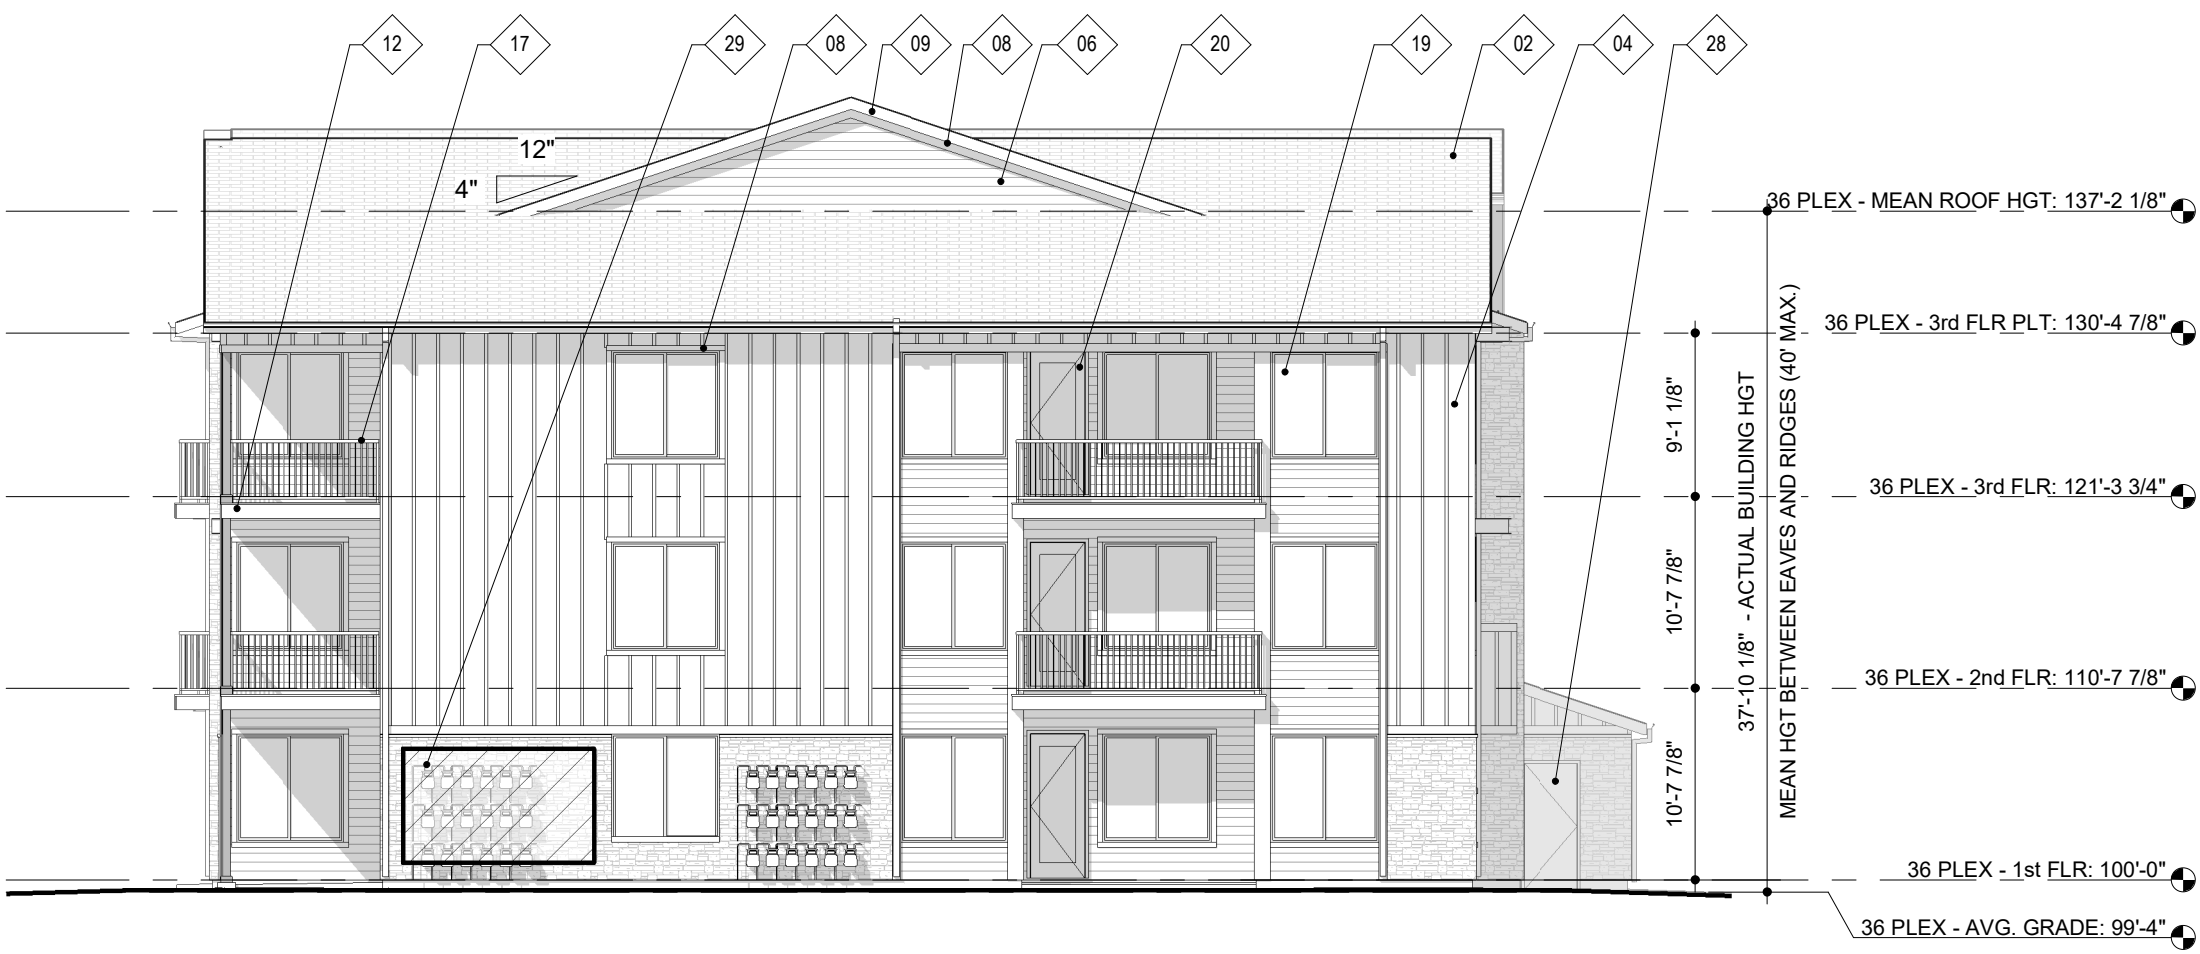 12
17
29
08
09
08
06
20
19
02
04
28
12"
4"
36 PLEX - MEAN ROOF HGT: 137'-2 1/8"
36 PLEX - 3rd FLR PLT: 130'-4 7/8"
9'-1 1/8"
36 PLEX - 3rd FLR: 121'-3 3/4"
10'-7 7/8"
37'-10 1/8" - ACTUAL BUILDING HGT
MEAN HGT BETWEEN EAVES AND RIDGES (40' MAX.)
36 PLEX - 2nd FLR: 110'-7 7/8"
10'-7 7/8"
36 PLEX - 1st FLR: 100'-0"
36 PLEX - AVG. GRADE: 99'-4"